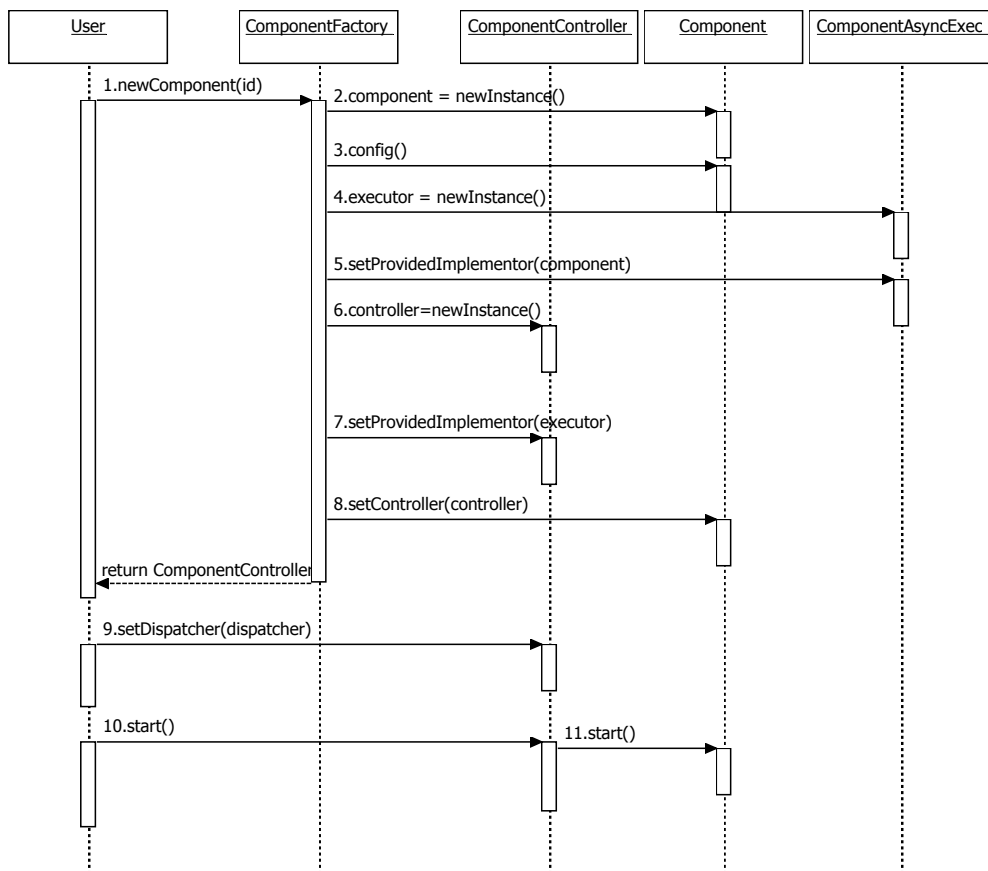 User
ComponentFactory
ComponentController
Component
ComponentAsyncExec
1.newComponent(id)
2.component = newInstance()
3.config()
4.executor = newInstance()
5.setProvidedImplementor(component)
6.controller=newInstance()
7.setProvidedImplementor(executor)
8.setController(controller)
return ComponentController
9.setDispatcher(dispatcher)
10.start()
11.start()